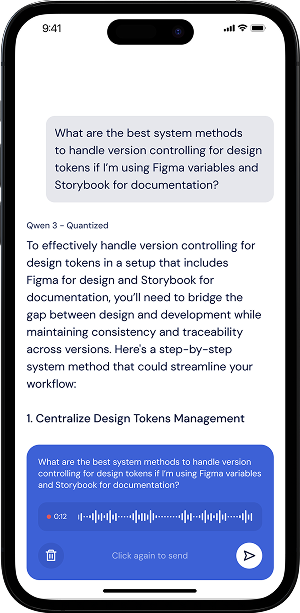 9:41
What are the best system methods
to handle version controlling for design
tokens if I'm using Figma variables and
Storybook for documentation?
Qwen 3 - Quantized
To effectively handle version controlling for
design tokens in a setup that includes
Figma for design and Storybook for
documentation, you'll need to bridge the
gap between design and development while
maintaining consistency and traceability
across versions. Here's a step-by-step
system method that could streamline your
workflow:
1. Centralize Design Tokens Management
What are the best system methods to handle version
controlling for design tokens if I'm using Figma variables
and Storybook for documentation?
0:12
Click again to send